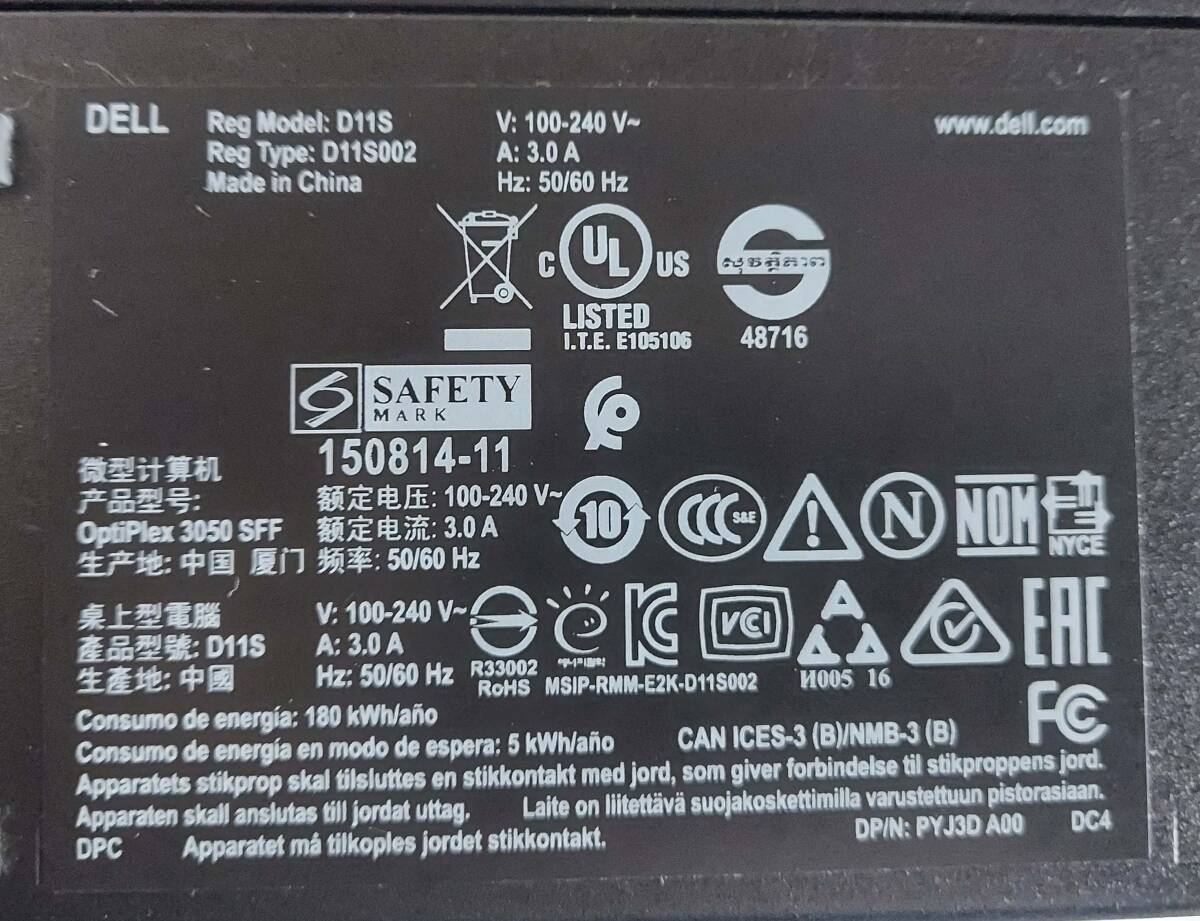 DELL
Reg Model: D11S
Reg Type: D11S002
Made in China
V: 100-240 V~
A: 3.0 A
Hz: 50/60 Hz
www.dell.com
C UL US
LISTED
I.T.E. E105106
សុវត្ថិភាព
48716
SAFETY
MARK
150814-11
微型计算机
产品型号:
OptiPlex 3050 SFF
生产地: 中国 厦门
额定电压: 100-240 V~
额定电流: 3.0 A
频率: 50/60 Hz
10
CCC S&E
N
NOM
NYCE
桌上型電腦
產品型號: D11S
生產地: 中國
V: 100-240 V~
A: 3.0 A
Hz: 50/60 Hz
R33002
RoHS
MSIP-RMM-E2K-D11S002
VCCI
И005 16
EAC
Consumo de energía: 180 kWh/año
Consumo de energía en modo de espera: 5 kWh/año
CAN ICES-3 (B)/NMB-3 (B)
FC
Apparatets stikprop skal tilsluttes en stikkontakt med jord, som giver forbindelse til stikproppens jord.
Apparaten skall anslutas till jordat uttag. Laite on liitettävä suojakoskettimilla varustettuun pistorasiaan.
DPC Apparatet må tilkoples jordet stikkontakt.
DP/N: PYJ3D A00 DC4